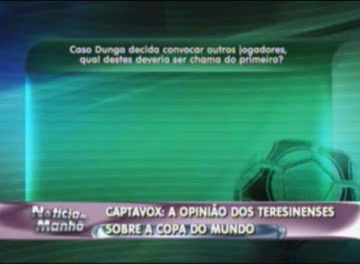 Caso Dunga decida convocar outros jogadores,
qual destes deveria ser chama do primeiro?
Notícia da
Manhã
CAPTAVOX: A OPINIÃO DOS TERESINENSES
SOBRE A COPA DO MUNDO